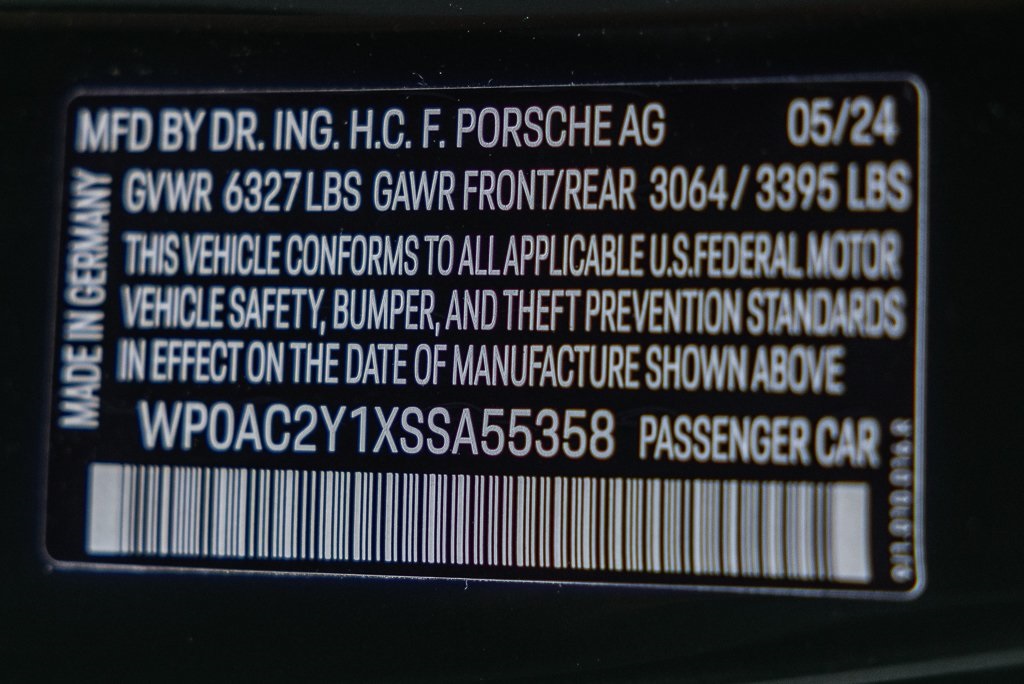 MFD BY DR. ING. H.C. F. PORSCHE AG 05/24
GVWR 6327 LBS GAWR FRONT/REAR 3064 / 3395 LBS
THIS VEHICLE CONFORMS TO ALL APPLICABLE U.S.FEDERAL MOTOR
VEHICLE SAFETY, BUMPER, AND THEFT PREVENTION STANDARDS
IN EFFECT ON THE DATE OF MANUFACTURE SHOWN ABOVE
WP0AC2Y1XSSA55358 PASSENGER CAR
MADE IN GERMANY